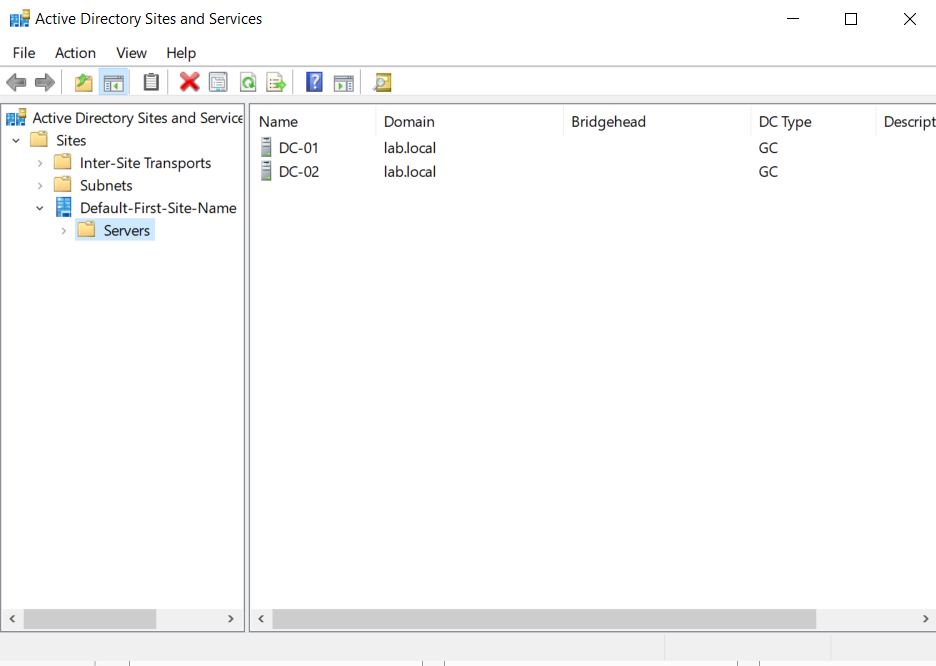 Active Directory Sites and Services
File Action View Help
Active Directory Sites and Service
Sites
Inter-Site Transports
Subnets
Default-First-Site-Name
Servers
Name Domain Bridgehead DC Type Descript
DC-01 lab.local GC
DC-02 lab.local GC